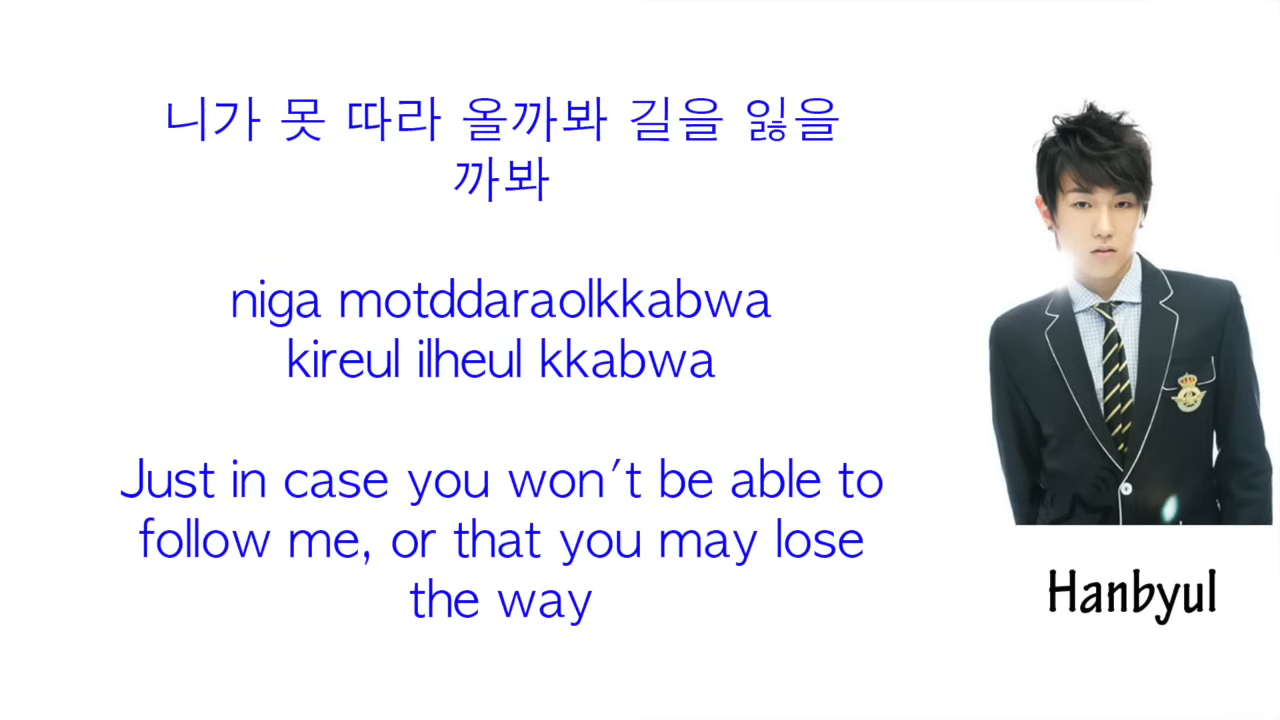 니가 못 따라 올까봐 길을 잃을
까봐
niga motddaraolkkabwa
kireul ilheul kkabwa
Just in case you won't be able to
follow me, or that you may lose
the way
Hanbyul